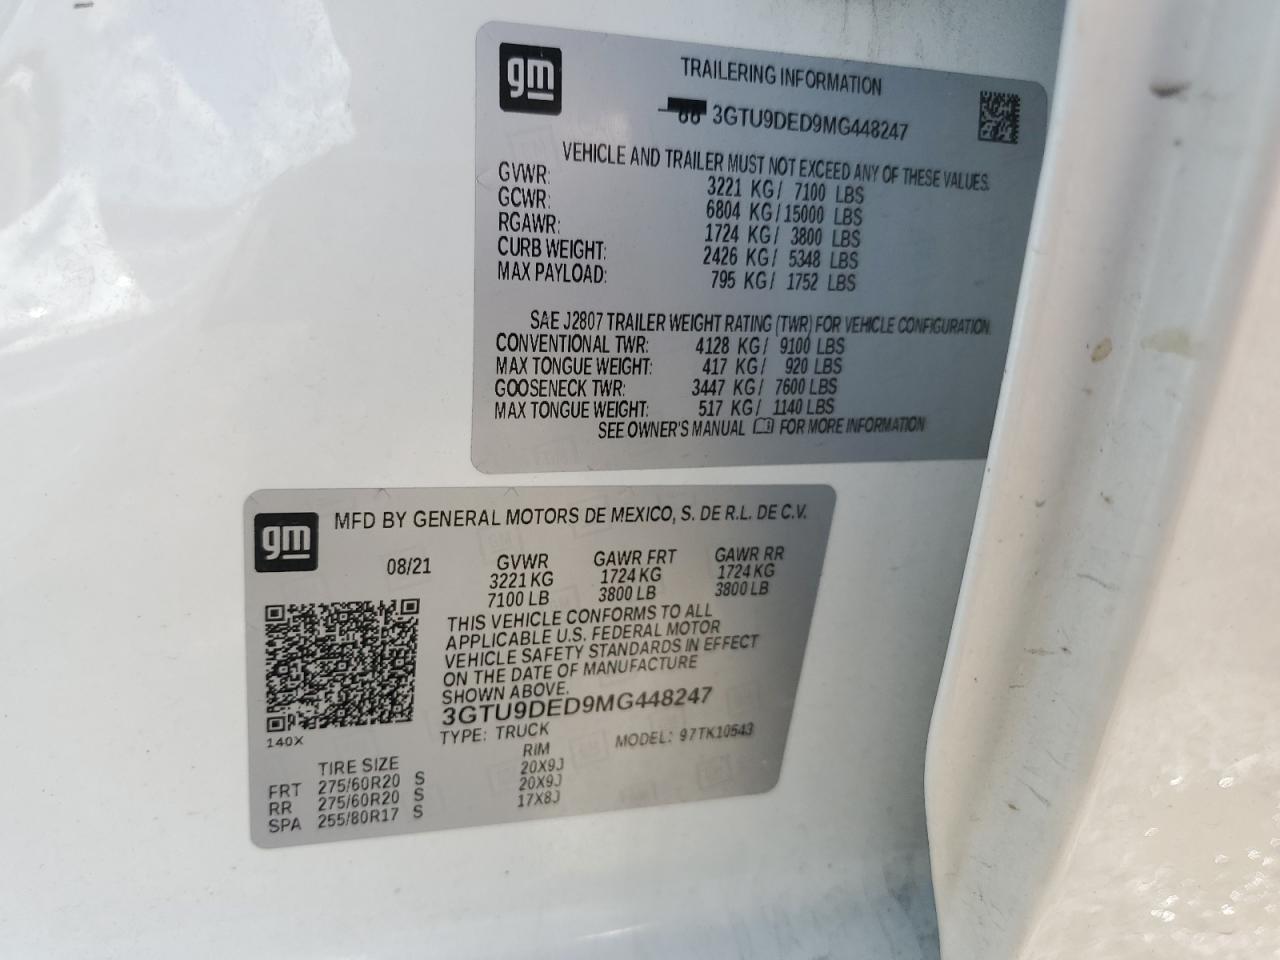 gm
TRAILERING INFORMATION
3GTU9DED9MG448247
VEHICLE AND TRAILER MUST NOT EXCEED ANY OF THESE VALUES.
GVWR: 3221 KG/ 7100 LBS
GCWR: 6804 KG/15000 LBS
RGAWR: 1724 KG/ 3800 LBS
CURB WEIGHT: 2426 KG/ 5348 LBS
MAX PAYLOAD: 795 KG/ 1752 LBS
SAE J2807 TRAILER WEIGHT RATING (TWR) FOR VEHICLE CONFIGURATION
CONVENTIONAL TWR: 4128 KG/ 9100 LBS
MAX TONGUE WEIGHT: 417 KG/ 920 LBS
GOOSENECK TWR: 3447 KG/ 7600 LBS
MAX TONGUE WEIGHT: 517 KG/ 1140 LBS
SEE OWNER'S MANUAL FOR MORE INFORMATION
gm
MFD BY GENERAL MOTORS DE MEXICO, S. DE R.L. DE C.V.
08/21 GVWR GAWR FRT GAWR RR
3221 KG 1724 KG 1724 KG
7100 LB 3800 LB 3800 LB
THIS VEHICLE CONFORMS TO ALL
APPLICABLE U.S. FEDERAL MOTOR
VEHICLE SAFETY STANDARDS IN EFFECT
ON THE DATE OF MANUFACTURE
SHOWN ABOVE.
3GTU9DED9MG448247
140X
TYPE: TRUCK MODEL: 97TK10543
TIRE SIZE RIM
FRT 275/60R20 S 20X9J
RR 275/60R20 S 20X9J
SPA 255/80R17 S 17X8J